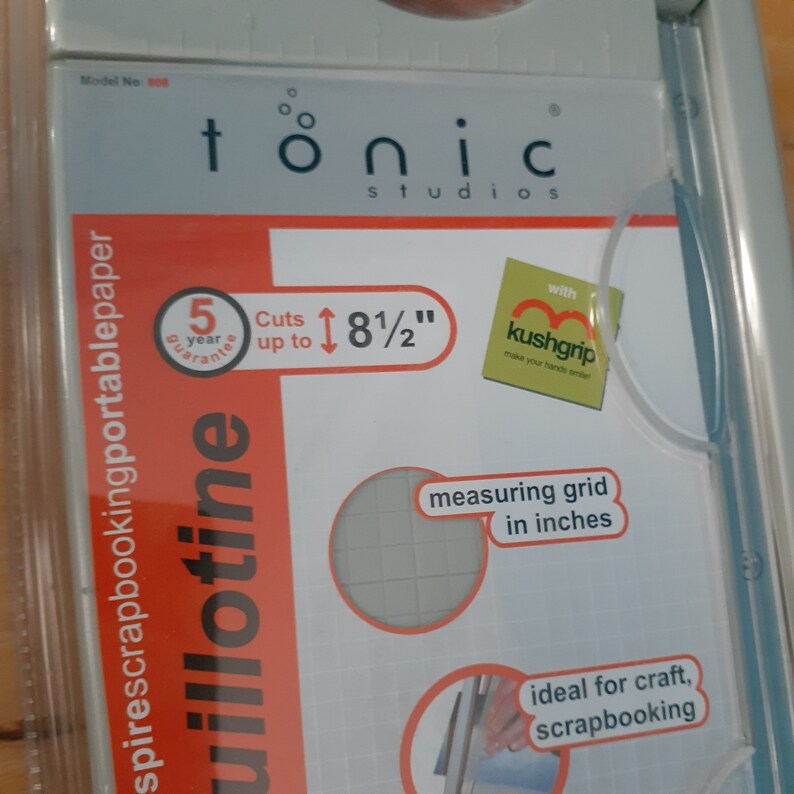 Model No: 808
tonic®
studios
5
year
guarantee
Cuts
up to
8½"
with
kushgrip
make your hands smile!
measuring grid
in inches
ideal for craft,
scrapbooking
spirescrapbookingportablepaper
uillotine